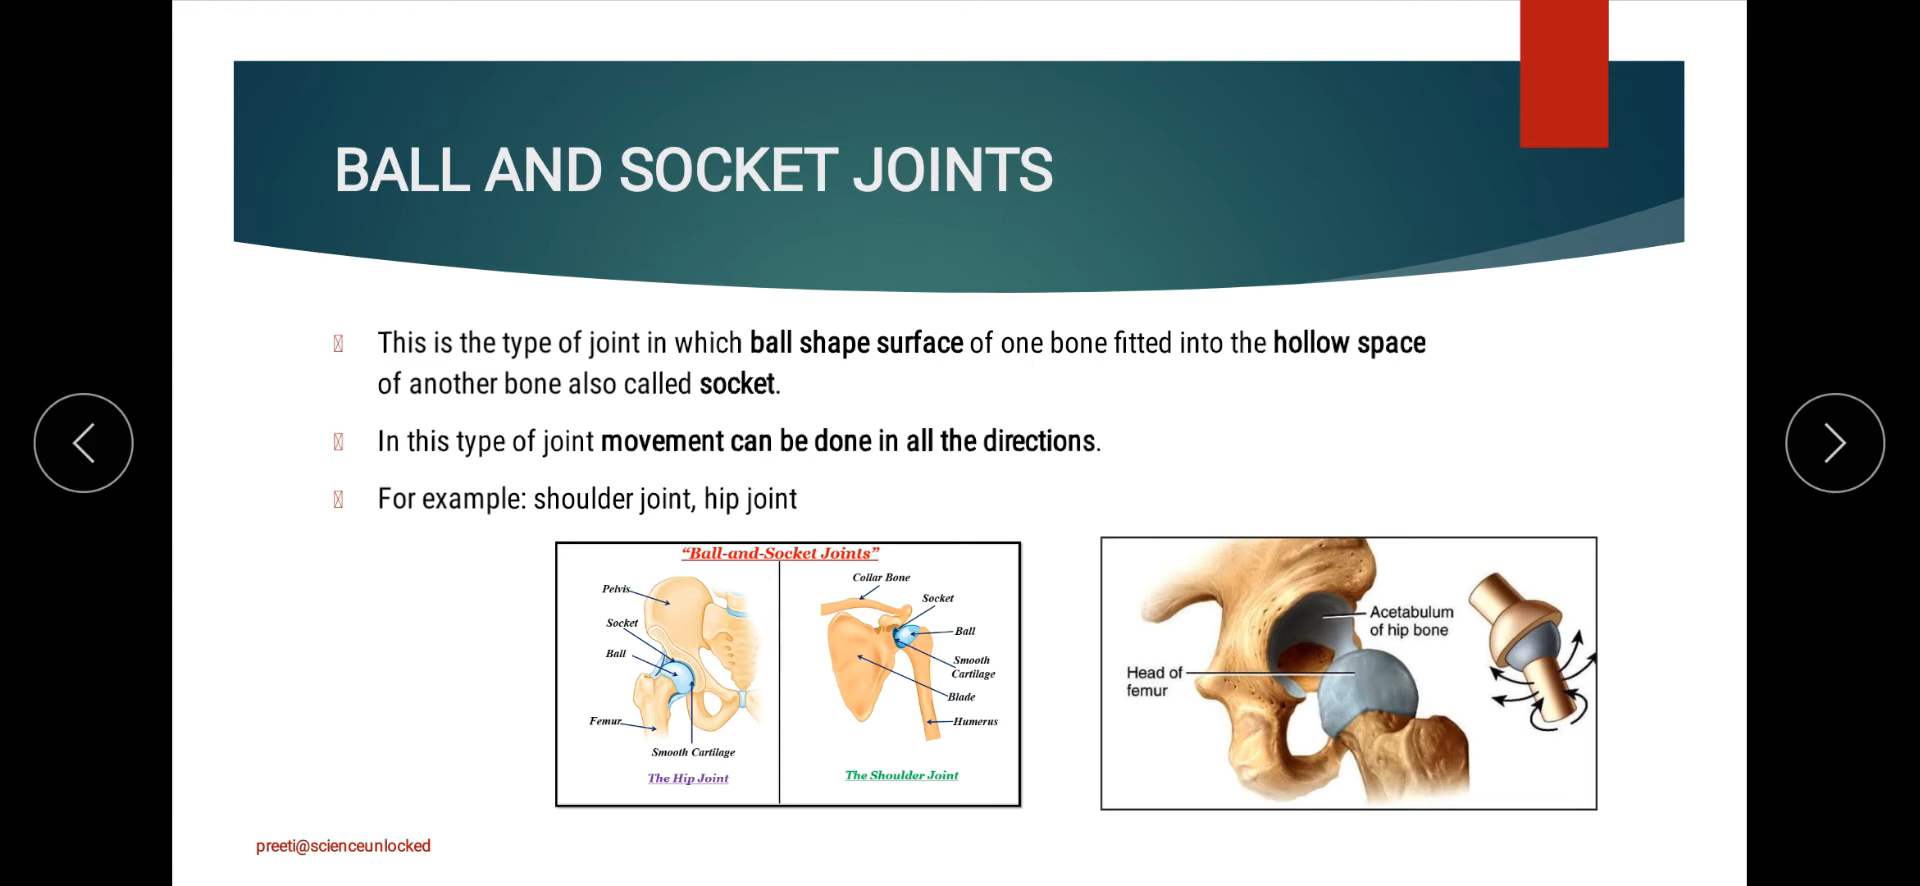 BALL AND SOCKET JOINTS
This is the type of joint in which ball shape surface of one bone fitted into the hollow space
of another bone also called socket.
In this type of joint movement can be done in all the directions.
For example: shoulder joint, hip joint
"Ball-and-Socket Joints"
Pelvis
Socket
Ball
Femur
Smooth Cartilage
The Hip Joint
Collar Bone
Socket
Ball
Smooth
Cartilage
Blade
Humerus
The Shoulder Joint
Acetabulum
of hip bone
Head of
femur
preeti@scienceunlocked